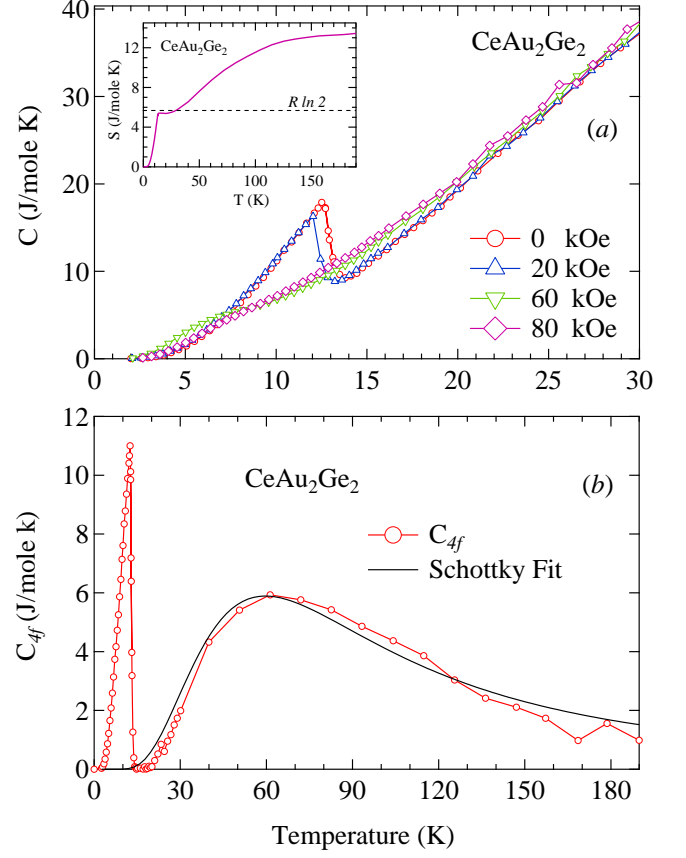 40
30
20
10
0
C (J/mole K)
12
8
4
0
S (J/mole K)
CeAu2Ge2
R ln 2
0
50
100
150
T (K)
CeAu2Ge2
(a)
0 kOe
20 kOe
60 kOe
80 kOe
0
5
10
15
20
25
30
12
10
8
6
4
2
0
C4f (J/mole k)
CeAu2Ge2
(b)
C4f
Schottky Fit
0
30
60
90
120
150
180
Temperature (K)